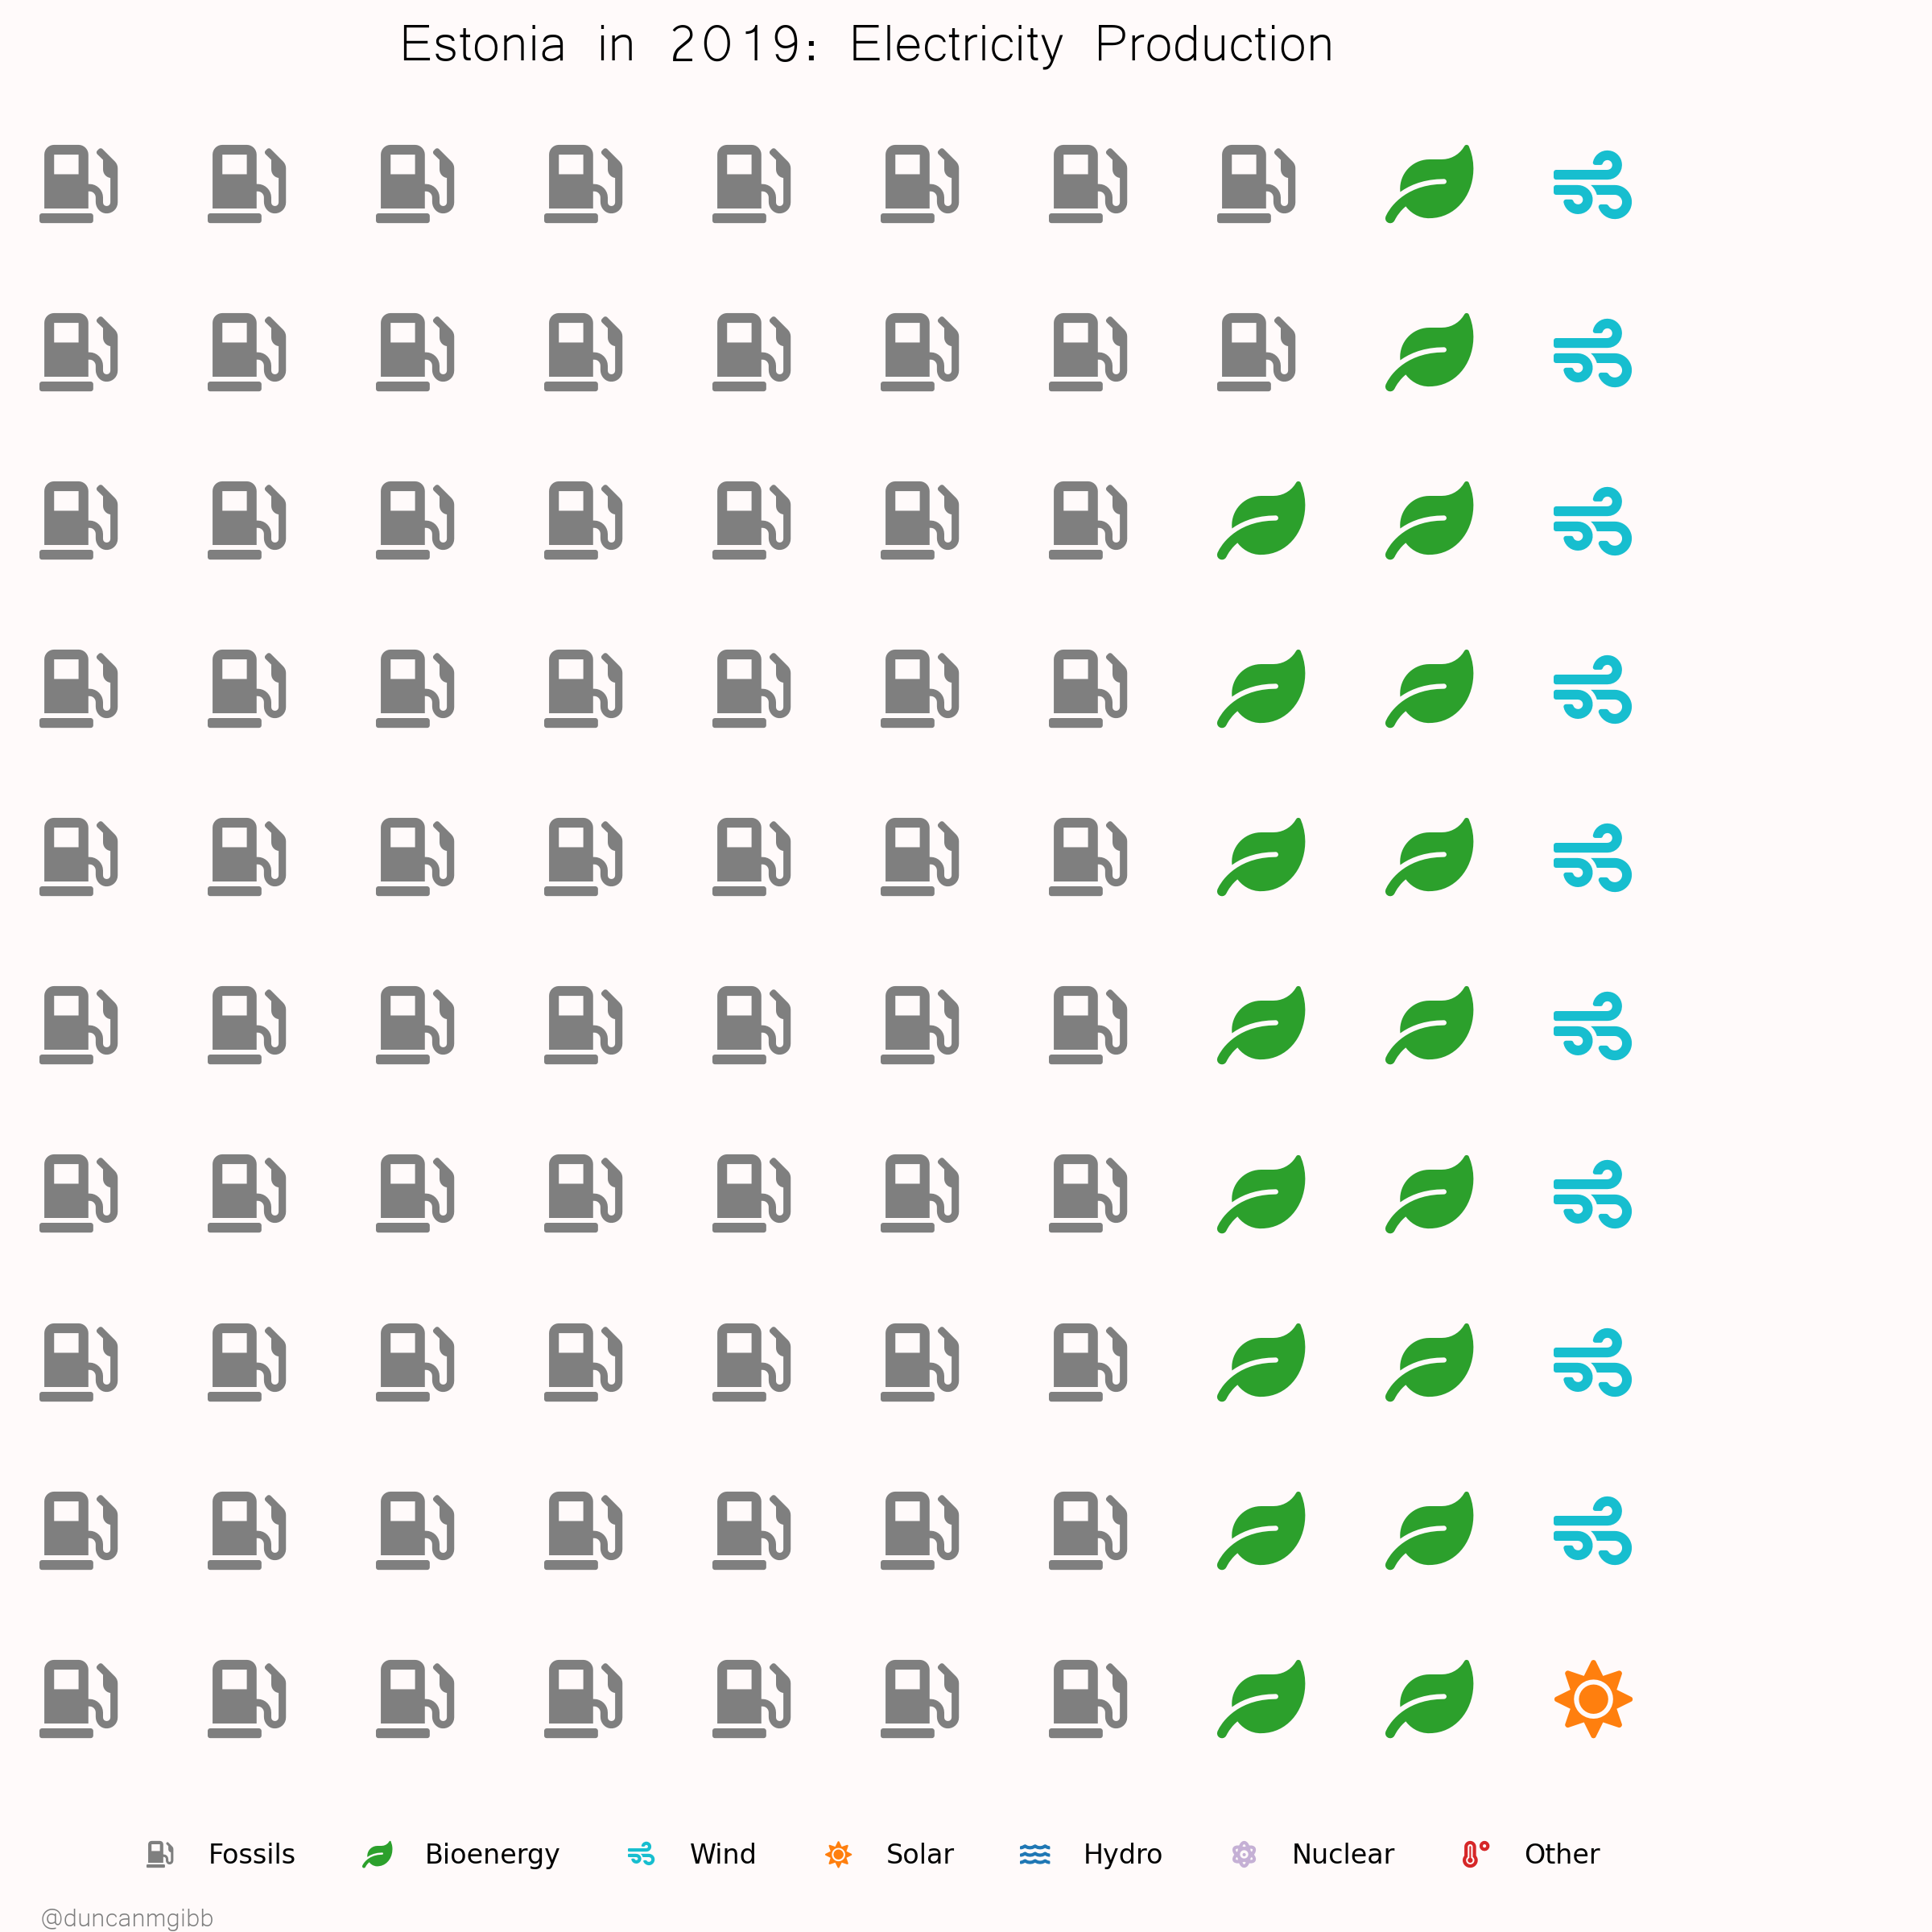 Estonia in 2019: Electricity Production
Fossils Bioenergy Wind Solar Hydro Nuclear Other
@duncanmgibb